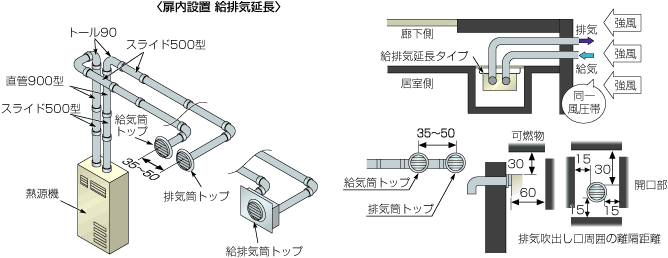 〈扉内設置 給排気延長〉
トール90
スライド500型
直管900型
スライド500型
給気筒
トップ
35~50
排気筒トップ
熱源機
給排気筒トップ
廊下側
排気
強風
給排気延長タイプ
給気
強風
居室側
強風
同一
風圧帯
35~50
可燃物
給気筒トップ
30
15
30
開口部
排気筒トップ
60
15
15
排気吹出し口周囲の離隔距離